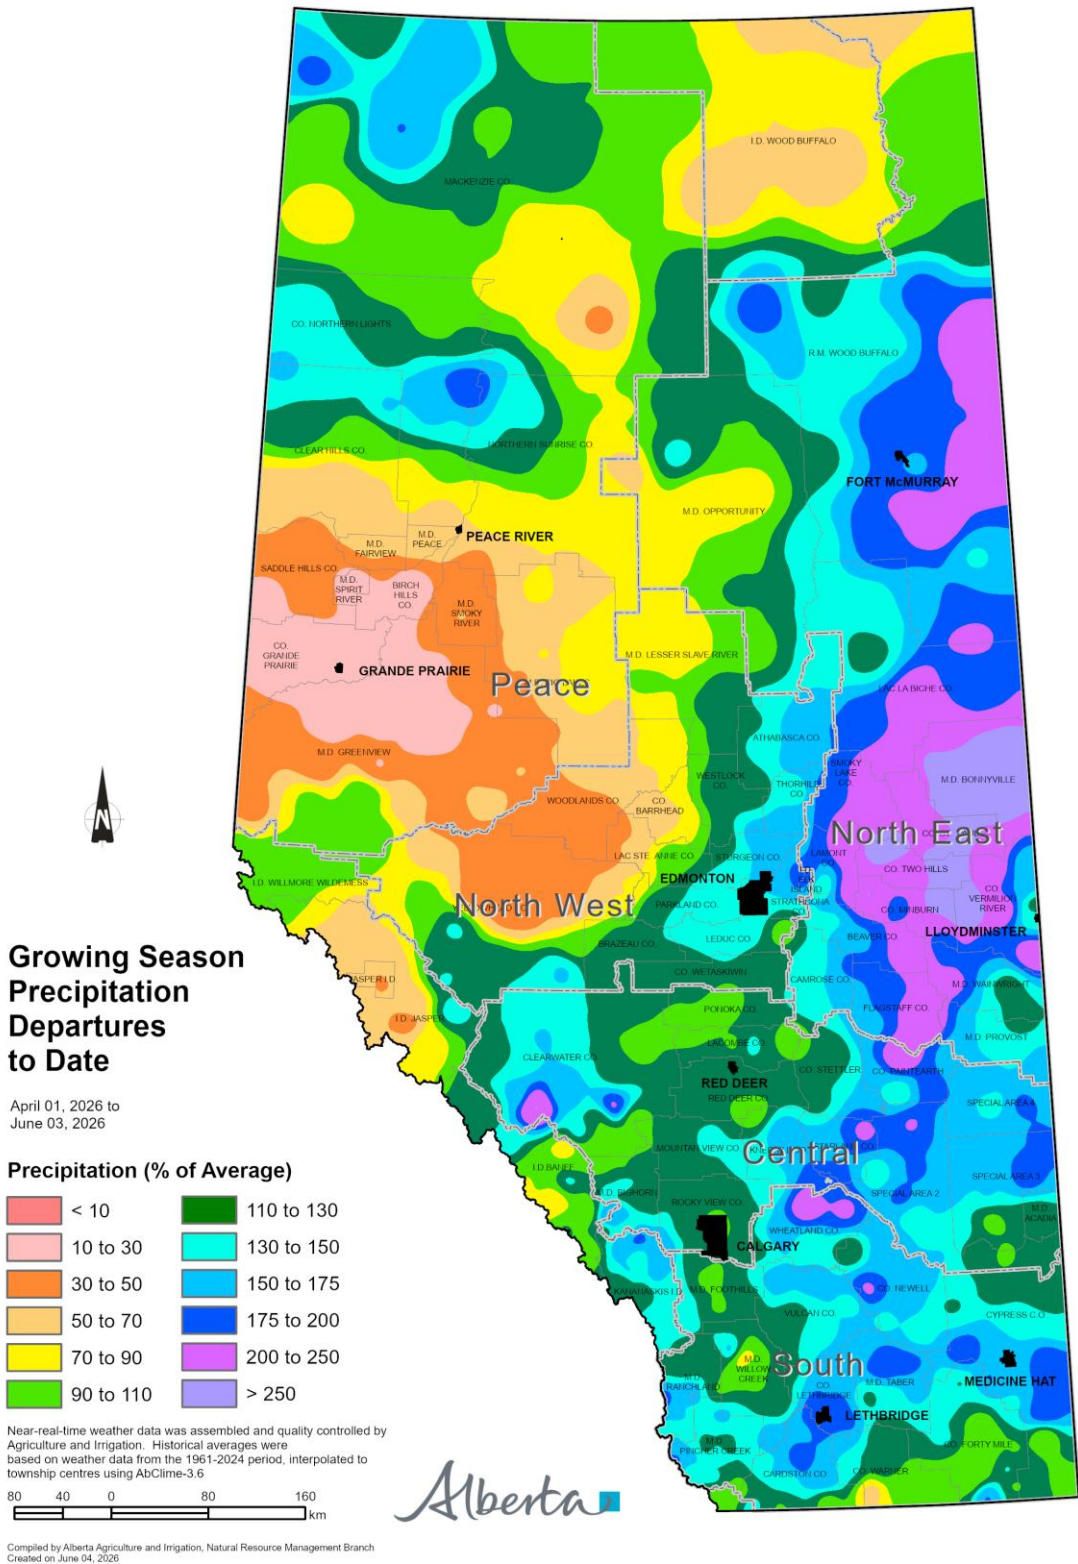 I.D. WOOD BUFFALO
MACKENZIE CO.
CO. NORTHERN LIGHTS
R.M. WOOD BUFFALO
CLEAR HILLS CO.
NORTHERN SUNRISE CO.
FORT McMURRAY
M.D. OPPORTUNITY
PEACE RIVER
M.D.
PEACE
M.D.
FAIRVIEW
SADDLE HILLS CO.
M.D.
SPIRIT
RIVER
BIRCH
HILLS
CO.
M.D.
SMOKY
RIVER
CO.
GRANDE
PRAIRIE
GRANDE PRAIRIE
M.D. LESSER SLAVE RIVER
Peace
LAC LA BICHE CO.
ATHABASCA CO.
M.D. GREENVIEW
SMOKY
LAKE
CO.
WESTLOCK
CO.
THORHILD
CO.
M.D. BONNYVILLE
WOODLANDS CO.
CO.
BARRHEAD
North East
LAC STE. ANNE CO.
STURGEON CO.
LAMONT
CO.
CO. TWO HILLS
EDMONTON
ELK
ISLAND
I.D. WILLMORE WILDERNESS
CO.
VERMILION
RIVER
North West
PARKLAND CO.
STRATHCONA
CO.
CO. MINBURN
LLOYDMINSTER
LEDUC CO.
BEAVER CO.
BRAZEAU CO.
CO. WETASKIWIN
CAMROSE CO.
M.D. WAINWRIGHT
JASPER I.D.
FLAGSTAFF CO.
PONOKA CO.
I.D. JASPER
M.D. PROVOST
LACOMBE CO.
CLEARWATER CO.
CO. STETTLER
CO. PAINTEARTH
RED DEER
RED DEER CO.
SPECIAL AREA 4
MOUNTAIN VIEW CO.
Central
I.D. BANFF
SPECIAL AREA 3
M.D. BIGHORN
ROCKY VIEW CO.
SPECIAL AREA 2
M.D.
ACADIA
WHEATLAND CO.
CALGARY
KANANASKIS I.D.
M.D. FOOTHILLS
CO. NEWELL
VULCAN CO.
CYPRESS CO.
M.D.
WILLOW
CREEK
South
M.D.
RANCHLAND
CO.
LETHBRIDGE
M.D. TABER
MEDICINE HAT
LETHBRIDGE
M.D.
PINCHER CREEK
CO. FORTY MILE
CARDSTON CO.
CO. WARNER
N
Growing Season
Precipitation
Departures
to Date
April 01, 2026 to
June 03, 2026
Precipitation (% of Average)
< 10
10 to 30
30 to 50
50 to 70
70 to 90
90 to 110
110 to 130
130 to 150
150 to 175
175 to 200
200 to 250
> 250
Near-real-time weather data was assembled and quality controlled by
Agriculture and Irrigation. Historical averages were
based on weather data from the 1961-2024 period, interpolated to
township centres using AbClime-3.6
80 40 0 80 160
km
Alberta
Compiled by Alberta Agriculture and Irrigation, Natural Resource Management Branch
Created on June 04, 2026